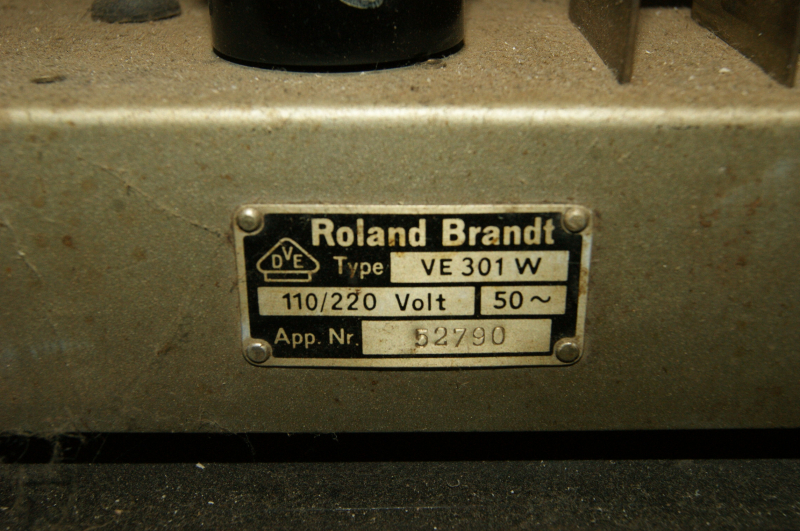 Roland Brandt
DVE Type VE 301 W
110/220 Volt 50~
App. Nr. 52790